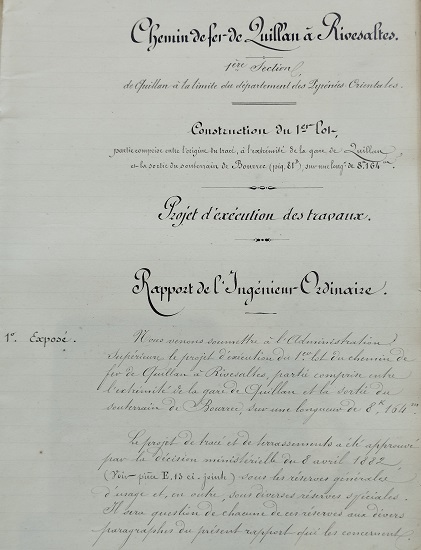 Chemin de fer de Quillan à Rivesaltes.
1ère Section
de Quillan à la limite du département des Pyrénées Orientales.
Construction du 1er lot,
partie comprise entre l'origine du tracé, à l'extrémité de la gare de Quillan
et la sortie du souterrain de Bourrec sur une longr de 8k,164m.
Projet d'exécution des travaux.
Rapport de l'Ingénieur Ordinaire.
1o. Exposé.
Nous venons soumettre à l'Administration
Supérieure le projet d'exécution du 1er lot du chemin de
fer de Quillan à Rivesaltes, partie comprise entre
l'extrémité de la gare de Quillan et la sortie du
souterrain de Bourrec, sur une longueur de 8k,164m.
Le projet de tracé et de terrassements a été approuvé
par la décision ministérielle du 8 avril 1882
(Voir pièce E, 13 ci-joint) sous les réserves générales
d'usage et, en outre, sous diverses réserves spéciales.
Il sera question de chacune de ces réserves aux divers
paragraphes du présent rapport qui les concernent.